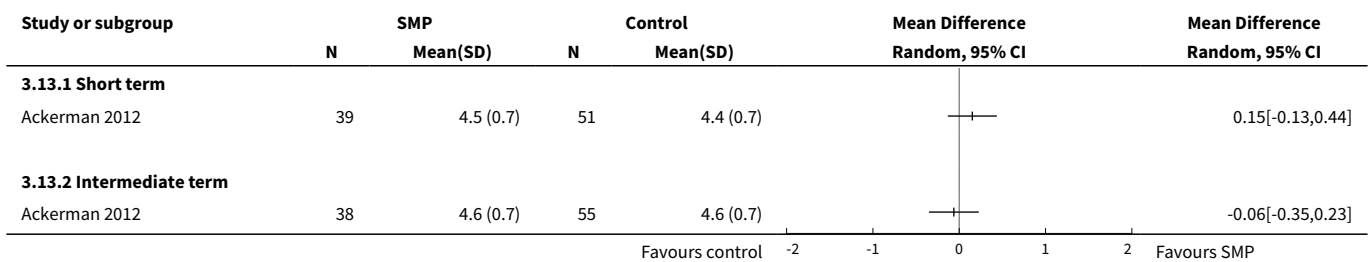 Study or subgroup SMP Control Mean Difference Mean Difference
N Mean(SD) N Mean(SD) Random, 95% CI Random, 95% CI
3.13.1 Short term
Ackerman 2012 39 4.5 (0.7) 51 4.4 (0.7) 0.15[-0.13,0.44]
3.13.2 Intermediate term
Ackerman 2012 38 4.6 (0.7) 55 4.6 (0.7) -0.06[-0.35,0.23]
Favours control -2 -1 0 1 2 Favours SMP